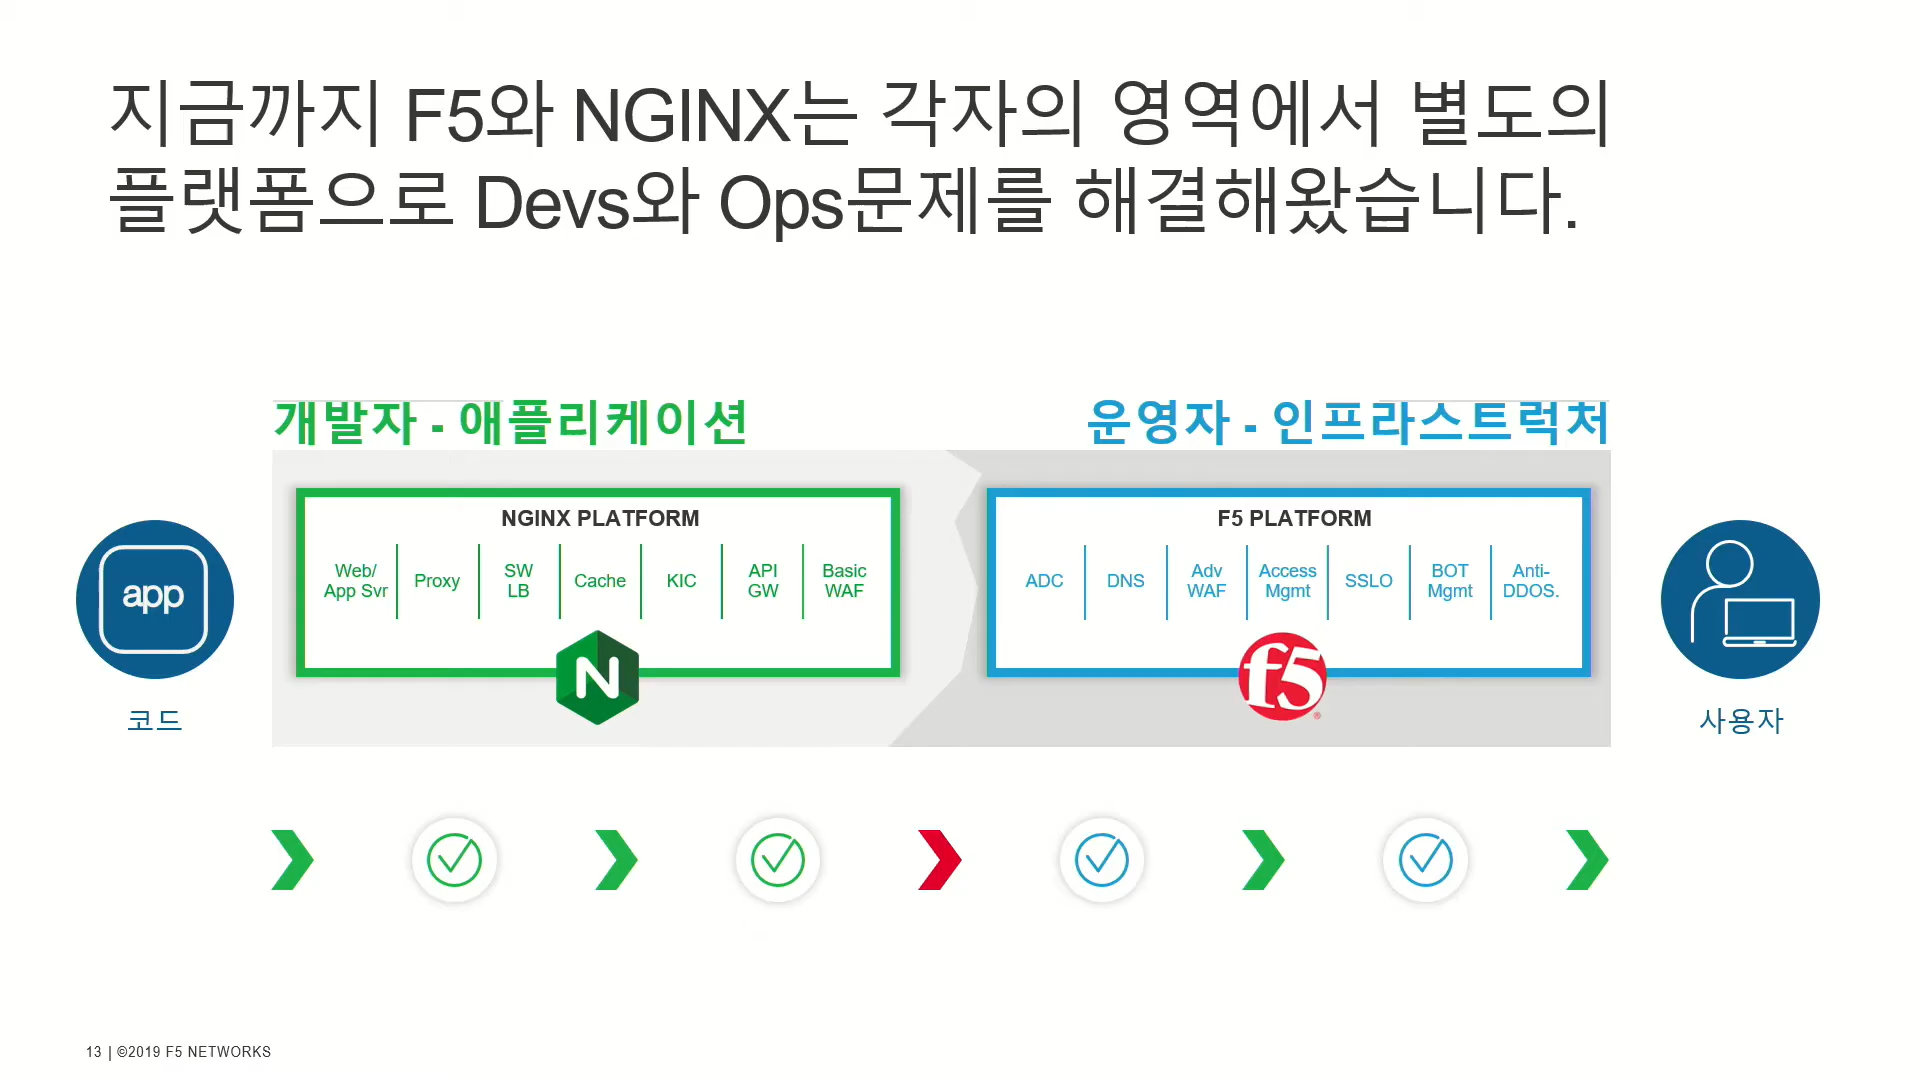 지금까지 F5와 NGINX는 각자의 영역에서 별도의
플랫폼으로 Devs와 Ops문제를 해결해왔습니다.
개발자 - 애플리케이션
운영자 - 인프라스트럭처
NGINX PLATFORM
Web/
App Svr
Proxy
SW
LB
Cache
KIC
API
GW
Basic
WAF
N
F5 PLATFORM
ADC
DNS
Adv
WAF
Access
Mgmt
SSLO
BOT
Mgmt
Anti-
DDOS.
f5
®
app
코드
사용자
13 | ©2019 F5 NETWORKS